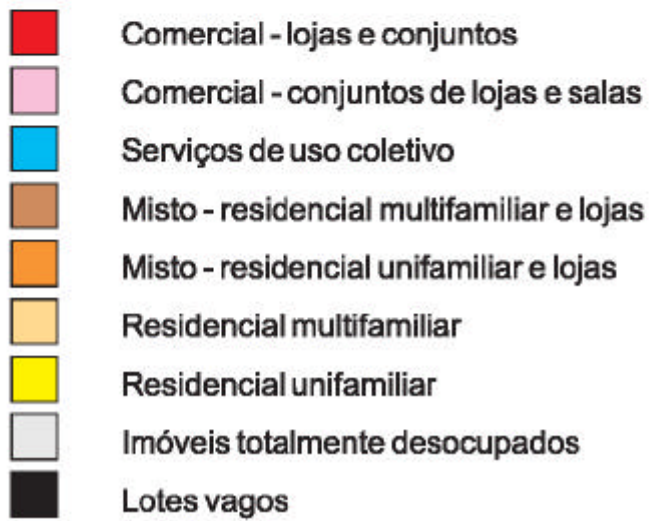 Comercial - lojas e conjuntos
Comercial - conjuntos de lojas e salas
Serviços de uso coletivo
Misto - residencial multifamiliar e lojas
Misto - residencial unifamiliar e lojas
Residencial multifamiliar
Residencial unifamiliar
Imóveis totalmente desocupados
Lotes vagos